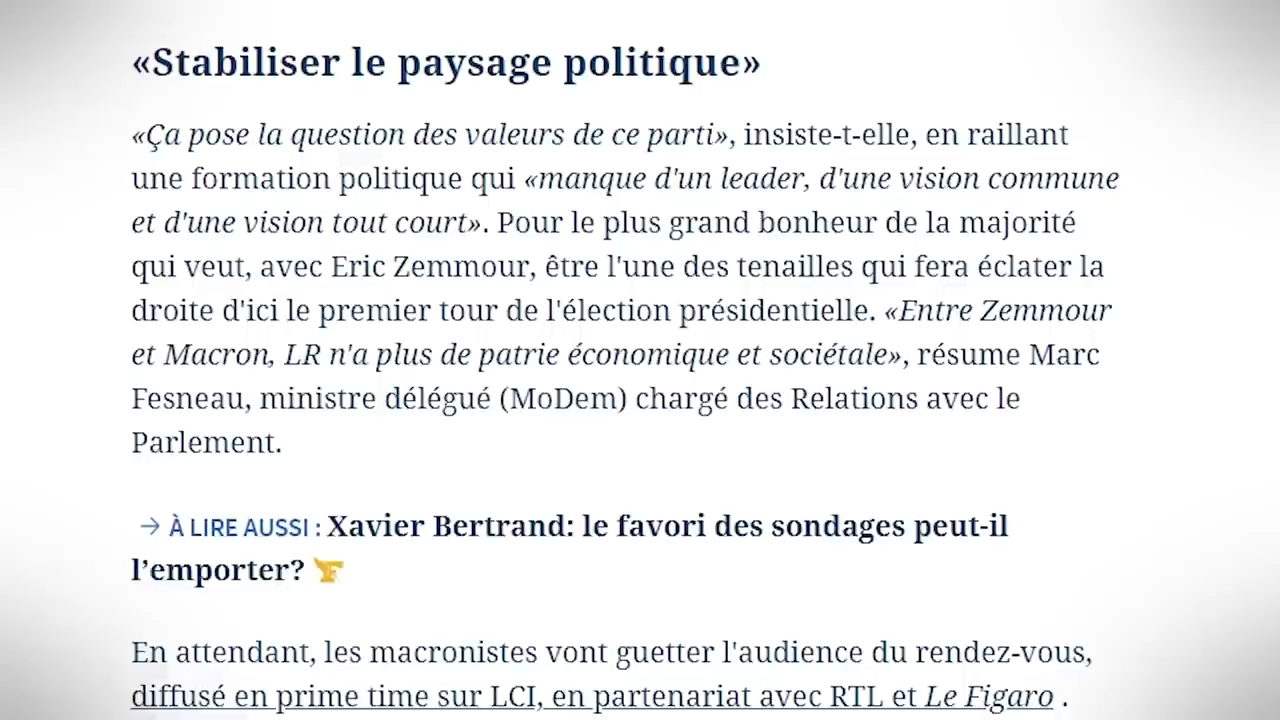 «Stabiliser le paysage politique»
«Ça pose la question des valeurs de ce parti», insiste-t-elle, en raillant
une formation politique qui «manque d'un leader, d'une vision commune
et d'une vision tout court». Pour le plus grand bonheur de la majorité
qui veut, avec Eric Zemmour, être l'une des tenailles qui fera éclater la
droite d'ici le premier tour de l'élection présidentielle. «Entre Zemmour
et Macron, LR n'a plus de patrie économique et sociétale», résume Marc
Fesneau, ministre délégué (MoDem) chargé des Relations avec le
Parlement.
→ À LIRE AUSSI : Xavier Bertrand: le favori des sondages peut-il
l’emporter? F
En attendant, les macronistes vont guetter l'audience du rendez-vous,
diffusé en prime time sur LCI, en partenariat avec RTL et Le Figaro .